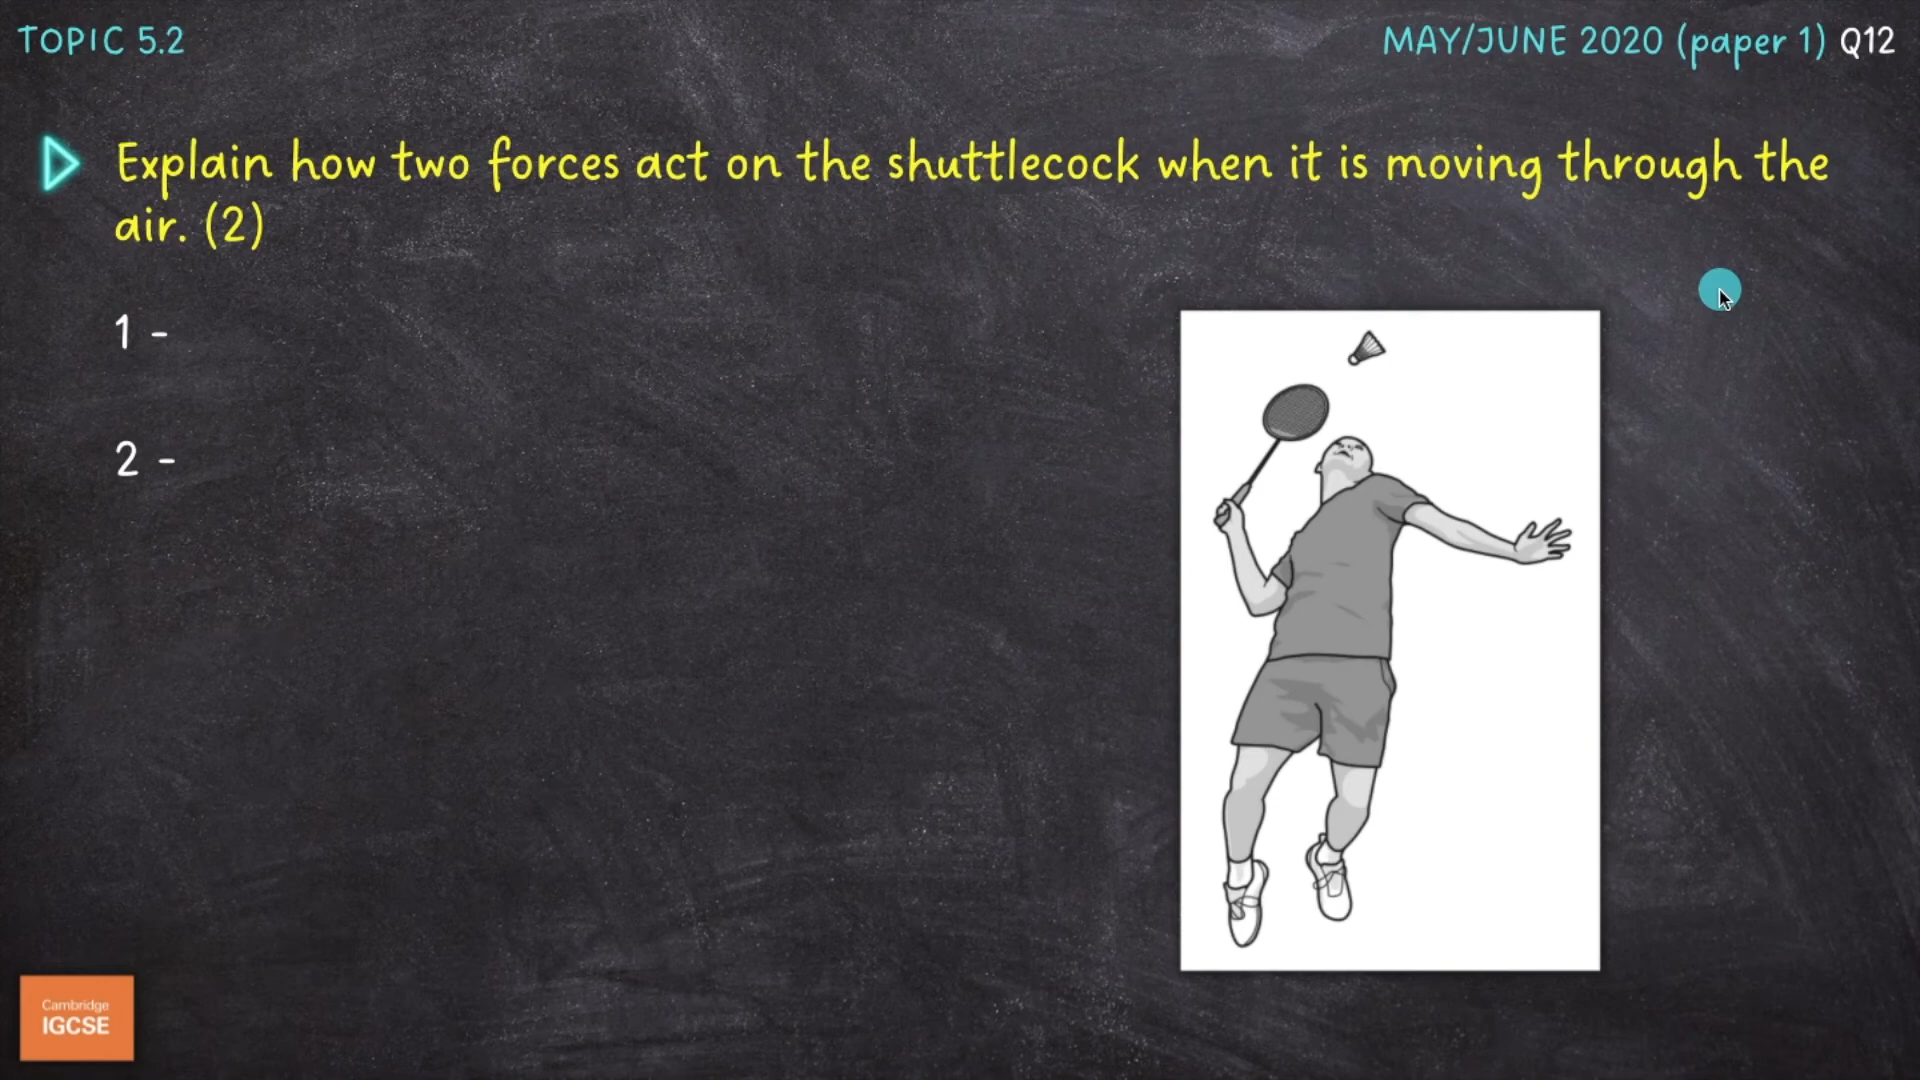 TOPIC 5.2
MAY/JUNE 2020 (paper 1) Q12
Explain how two forces act on the shuttlecock when it is moving through the
air. (2)
1 -
2 -
Cambridge
IGCSE